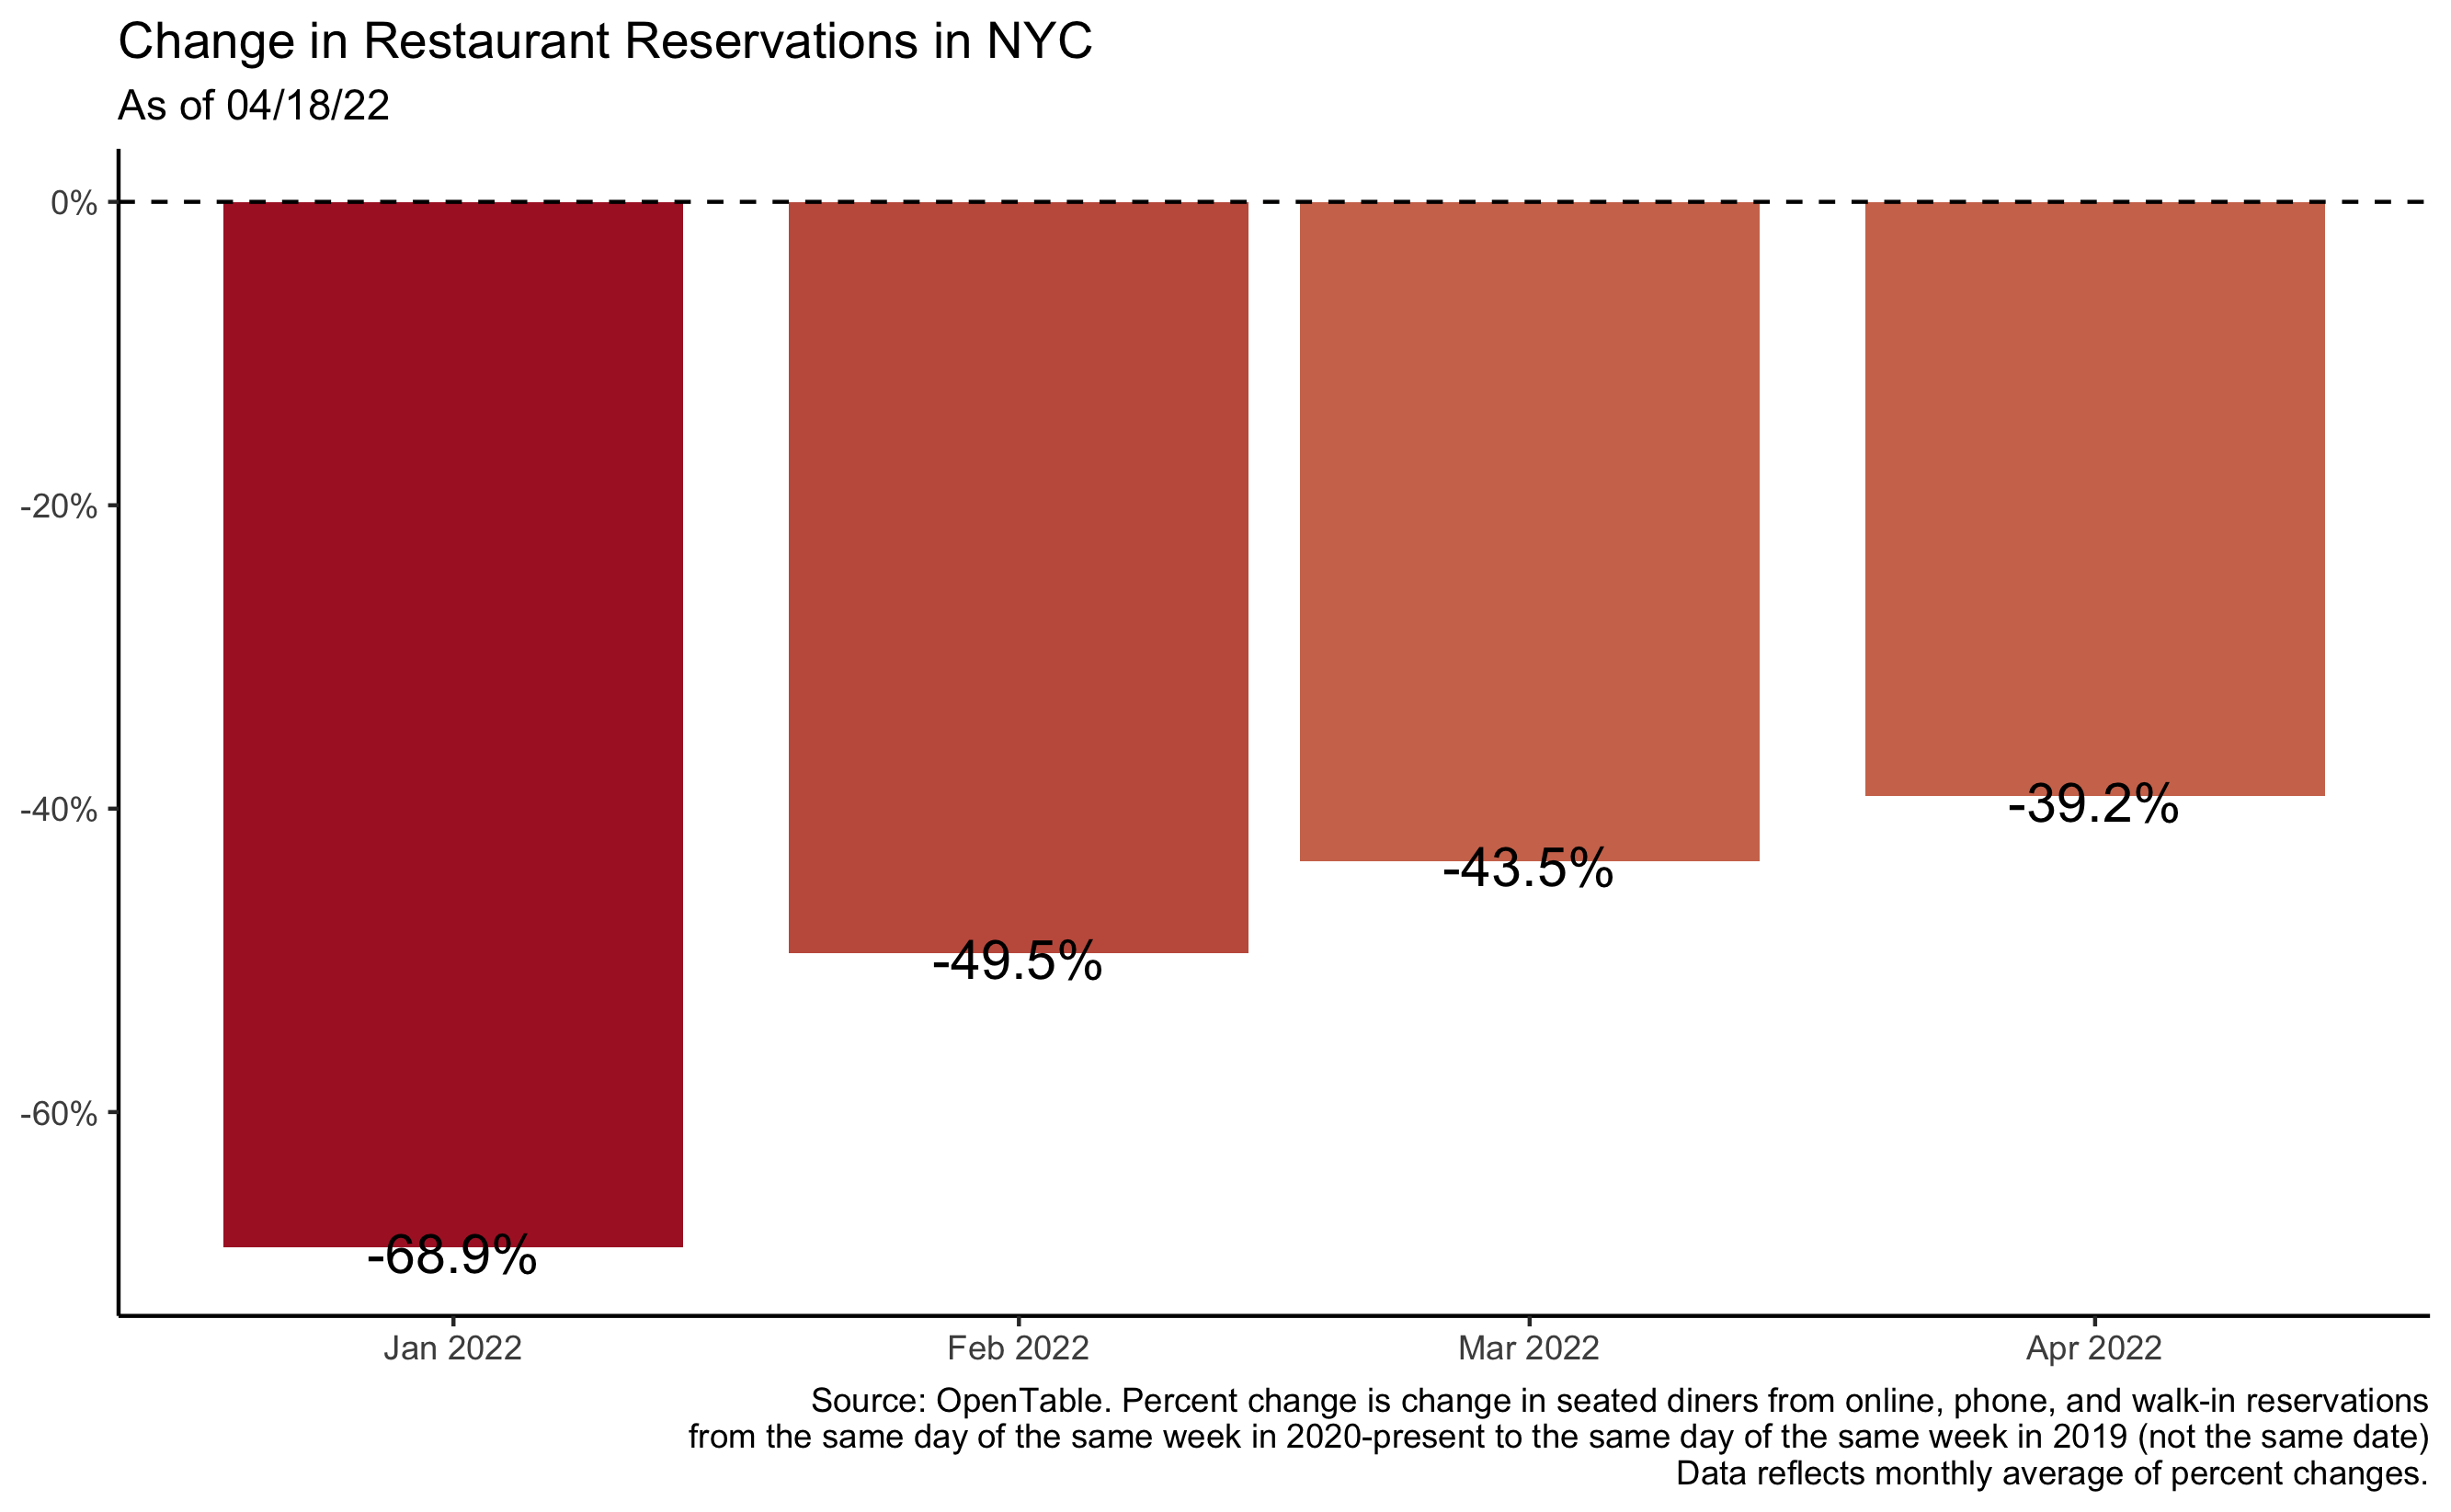 Change in Restaurant Reservations in NYC
As of 04/18/22
0%
-20%
-40%
-60%
-68.9%
-49.5%
-43.5%
-39.2%
Jan 2022
Feb 2022
Mar 2022
Apr 2022
Source: OpenTable. Percent change is change in seated diners from online, phone, and walk-in reservations
from the same day of the same week in 2020-present to the same day of the same week in 2019 (not the same date)
Data reflects monthly average of percent changes.